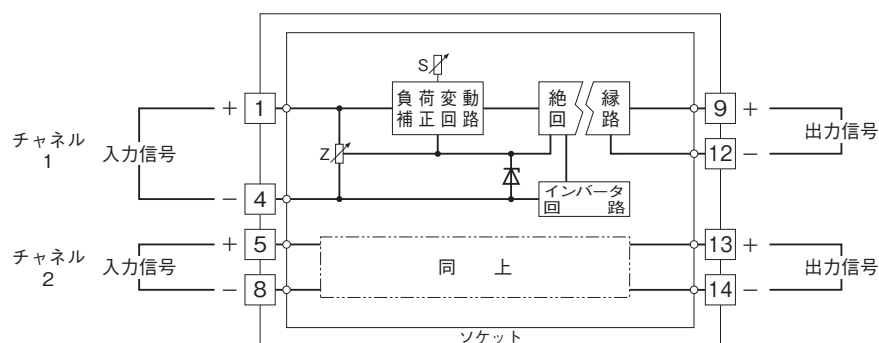 S
負荷変動
補正回路
絶縁
回路
+ 1
9 +
チャネル
1
入力信号
出力信号
Z
12 −
− 4
インバータ
回路
+ 5
13 +
チャネル
2
入力信号
同上
出力信号
− 8
14 −
ソケット